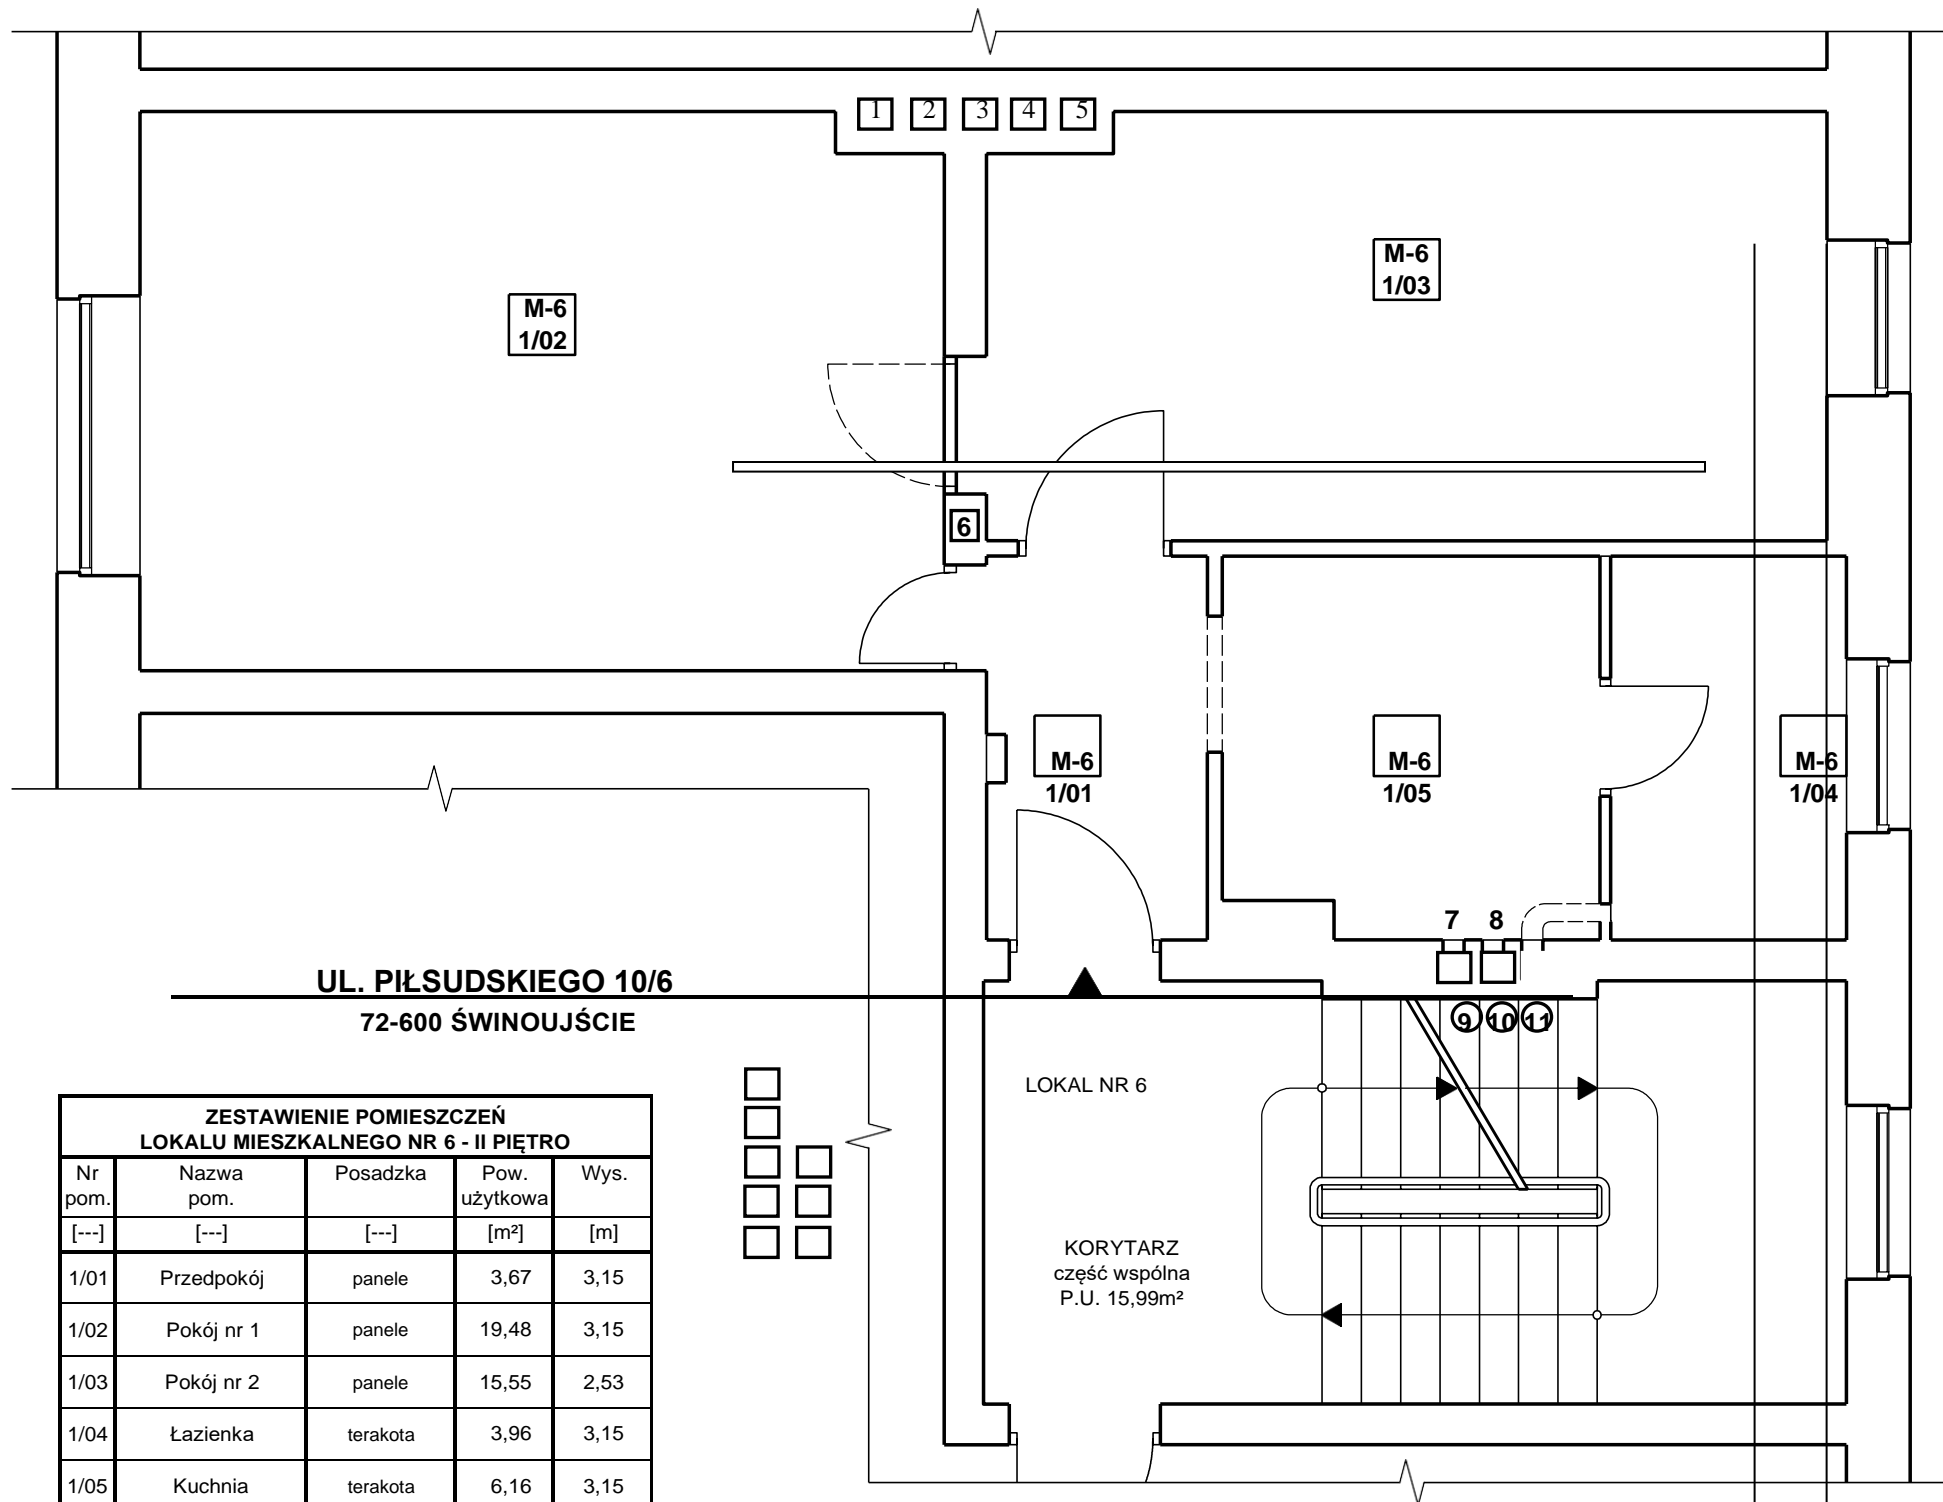 1 2 3 4 5
M-6
1/03
M-6
1/02
6
M-6
1/01
M-6
1/05
M-6
1/04
7 8
UL. PIŁSUDSKIEGO 10/6
72-600 ŚWINOUJŚCIE
9 10 11
LOKAL NR 6
KORYTARZ
część wspólna
P.U. 15,99m²
ZESTAWIENIE POMIESZCZEŃ
LOKALU MIESZKALNEGO NR 6 - II PIĘTRO
Nr pom. Nazwa pom. Posadzka Pow. użytkowa Wys.
[---] [---] [---] [m²] [m]
1/01 Przedpokój panele 3,67 3,15
1/02 Pokój nr 1 panele 19,48 3,15
1/03 Pokój nr 2 panele 15,55 2,53
1/04 Łazienka terakota 3,96 3,15
1/05 Kuchnia terakota 6,16 3,15